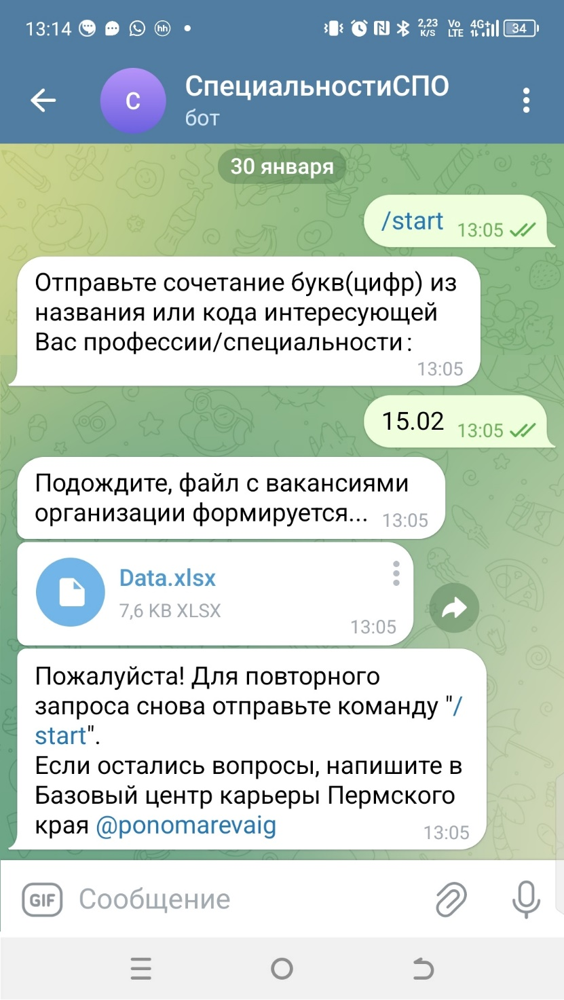 13:14
hh
2,23
K/S
Vo
LTE
4G+
34
С
СпециальностиСПО
бот
30 января
/start 13:05
Отправьте сочетание букв(цифр) из
названия или кода интересующей
Вас профессии/специальности:
13:05
15.02 13:05
Подождите, файл с вакансиями
организации формируется... 13:05
Data.xlsx
7,6 KB XLSX
13:05
Пожалуйста! Для повторного
запроса снова отправьте команду "/
start".
Если остались вопросы, напишите в
Базовый центр карьеры Пермского
края @ponomarevaig 13:05
GIF Сообщение